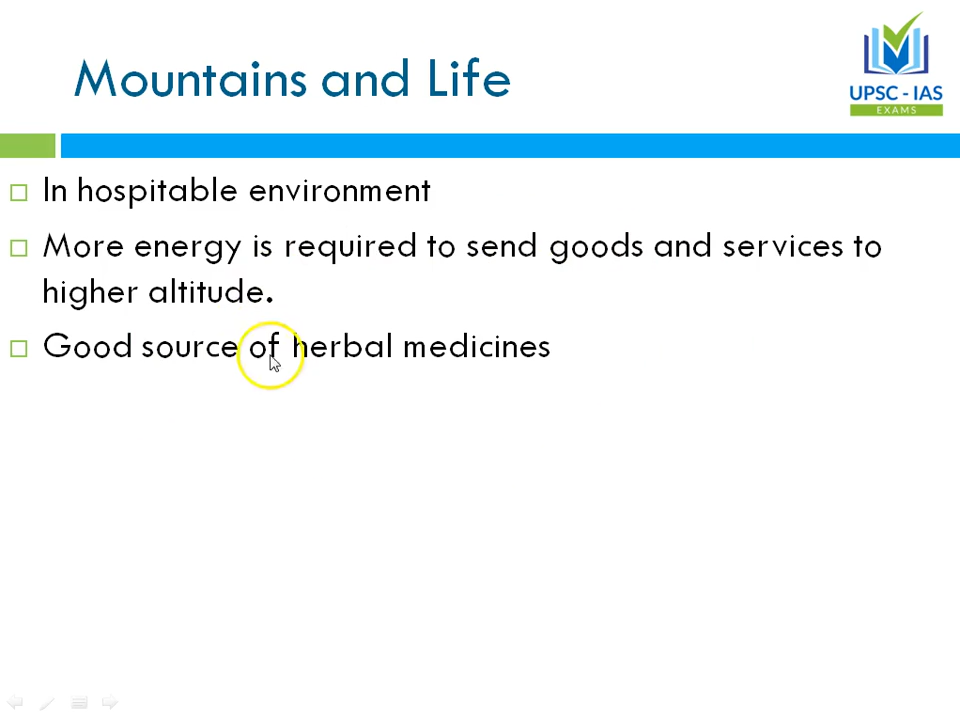 Mountains and Life
UPSC - IAS
EXAMS
In hospitable environment
More energy is required to send goods and services to
higher altitude.
Good source of herbal medicines